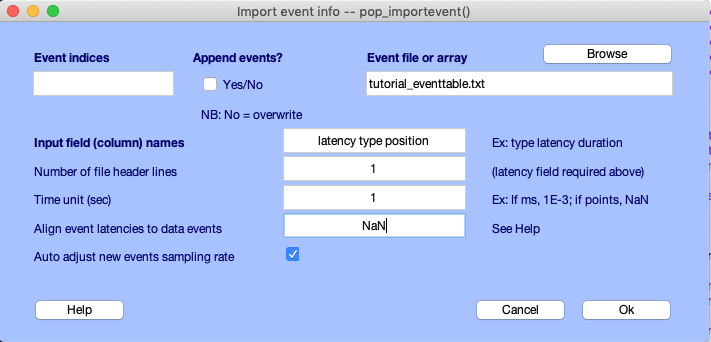 Import event info -- pop_importevent()
Event indices
Append events?
Event file or array
Browse
Yes/No
tutorial_eventtable.txt
NB: No = overwrite
Input field (column) names
latency type position
Ex: type latency duration
Number of file header lines
1
(latency field required above)
Time unit (sec)
1
Ex: If ms, 1E-3; if points, NaN
Align event latencies to data events
NaN
See Help
Auto adjust new events sampling rate
Help
Cancel
Ok